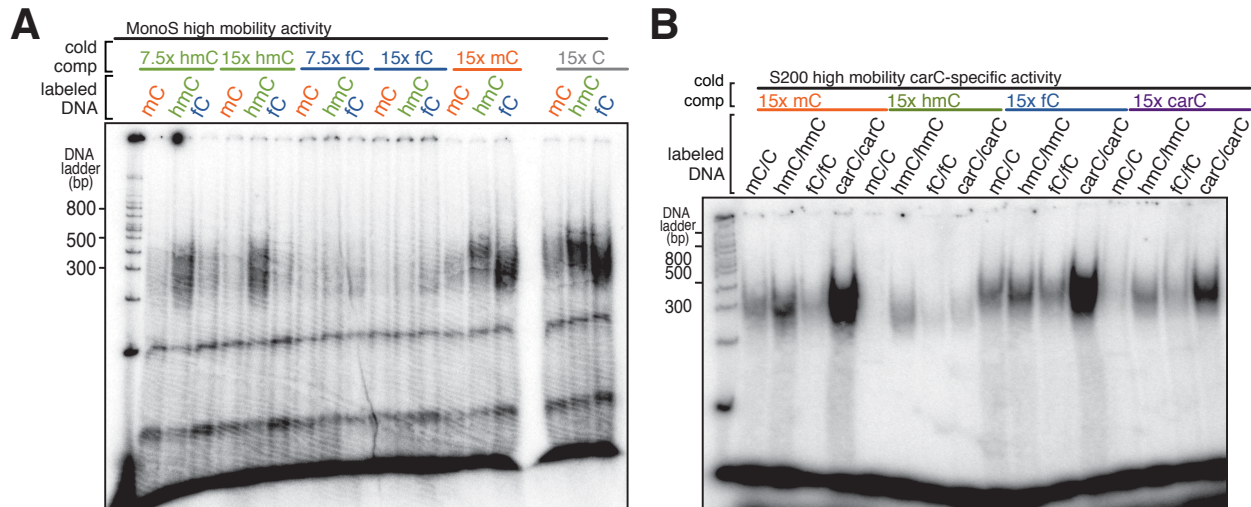 A
MonoS high mobility activity
cold
comp
7.5x hmC 15x hmC 7.5x fC 15x fC 15x mC 15x C
labeled
DNA
mC hmC fC mC hmC fC mC hmC fC mC hmC fC mC hmC fC mC hmC fC
DNA
ladder
(bp)
800
500
300
B
S200 high mobility carC-specific activity
cold
comp
15x mC 15x hmC 15x fC 15x carC
labeled
DNA
mC/C hmC/hmC fC/fC carC/carC mC/C hmC/hmC fC/fC carC/carC mC/C hmC/hmC fC/fC carC/carC mC/C hmC/hmC fC/fC carC/carC
DNA
ladder
(bp)
800
500
300